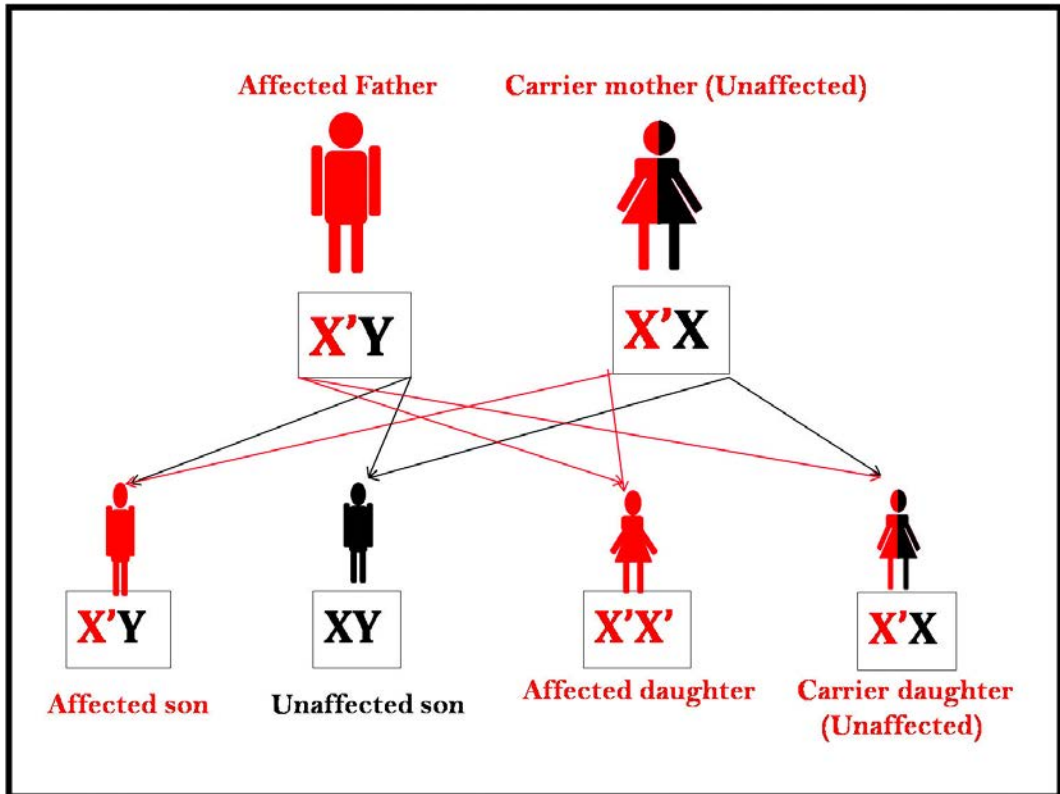 Affected Father
Carrier mother (Unaffected)
X’Y
X’X
X’Y
XY
X’X’
X’X
Affected son
Unaffected son
Affected daughter
Carrier daughter
(Unaffected)